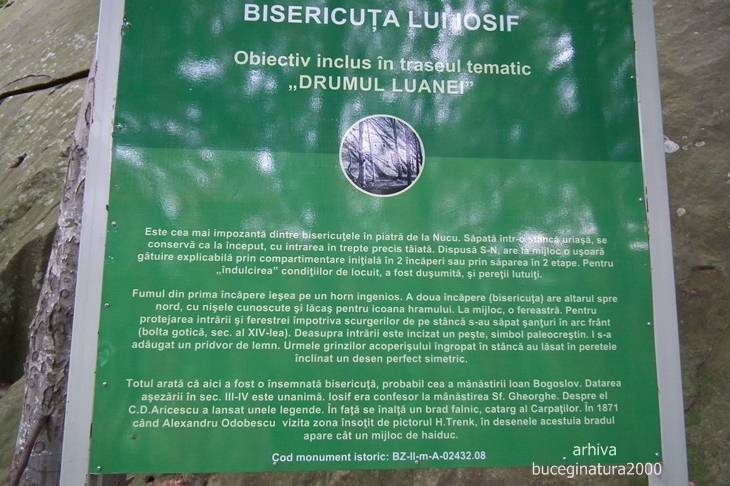 BISERICUȚA LUI IOSIF
Obiectiv inclus în traseul tematic
„DRUMUL LUANEI”
Este cea mai impozantă dintre bisericuțele în piatră de la Nucu. Săpată într-o stâncă uriașă, se
conservă ca la început, cu intrarea în trepte precis tăiată. Dispusă S-N, are la mijloc o ușoară
gâtuire explicabilă prin compartimentare inițială în 2 încăperi sau prin săparea în 2 etape. Pentru
„îndulcirea” condițiilor de locuit, a fost dușumită, și pereții lutuiți.
Fumul din prima încăpere ieșea pe un horn ingenios. A doua încăpere (bisericuța) are altarul spre
nord, cu nișele cunoscute și lăcaș pentru icoana hramului. La mijloc, o fereastră. Pentru
protejarea intrării și ferestrei împotriva scurgerilor de pe stâncă s-au săpat șanțuri în arc frânt
(bolta gotică, sec. al XIV-lea). Deasupra intrării este incizat un pește, simbol paleocreștin. I s-a
adăugat un pridvor de lemn. Urmele grinzilor acoperișului îngropat în stâncă au lăsat în peretele
înclinat un desen perfect simetric.
Totul arată că aici a fost o însemnată bisericuță, probabil cea a mănăstirii Ioan Bogoslov. Datarea
așezării în sec. III-IV este unanimă. Iosif era confesor la mănăstirea Sf. Gheorghe. Despre el
C.D.Aricescu a lansat unele legende. În față se înalță un brad falnic, catarg al Carpaților. În 1871
când Alexandru Odobescu vizita zona însoțit de pictorul H.Trenk, în desenele acestuia bradul
apare cât un mijloc de haiduc.
Cod monument istoric: BZ-II-m-A-02432.08
arhiva
buceginatura2000